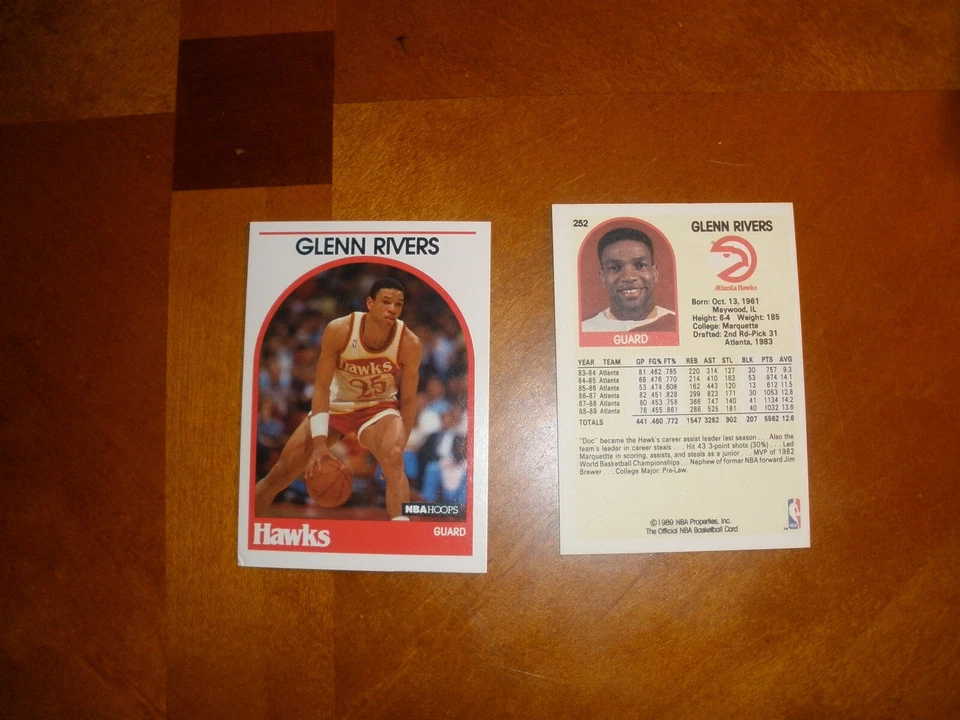 GLENN RIVERS
Hawks
25
NBA HOOPS
Hawks
GUARD
252
GLENN RIVERS
Atlanta Hawks
Born: Oct. 13, 1961
Maywood, IL
Height: 6-4 Weight: 185
College: Marquette
Drafted: 2nd Rd-Pick 31
Atlanta, 1983
GUARD
YEAR TEAM GP FG% FT% REB AST STL BLK PTS AVG
83-84 Atlanta 81 .462 .785 220 314 127 30 757 9.3
84-85 Atlanta 69 .476 .770 214 410 163 53 974 14.1
85-86 Atlanta 53 .474 .608 162 443 120 13 612 11.5
86-87 Atlanta 82 .451 .828 299 823 171 30 1053 12.8
87-88 Atlanta 80 .453 .758 366 747 140 41 1134 14.2
88-89 Atlanta 76 .455 .861 286 525 181 40 1032 13.6
TOTALS 441 .460 .772 1547 3262 902 207 5562 12.6
"Doc" became the Hawk's career assist leader last season . . . Also the
team's leader in career steals . . . Hit 43 3-point shots (30%) . . . Led
Marquette in scoring, assists, and steals as a junior . . . MVP of 1982
World Basketball Championships . . . Nephew of former NBA forward Jim
Brewer . . . College Major: Pre-Law.
©1989 NBA Properties, Inc.
The Official NBA Basketball Card